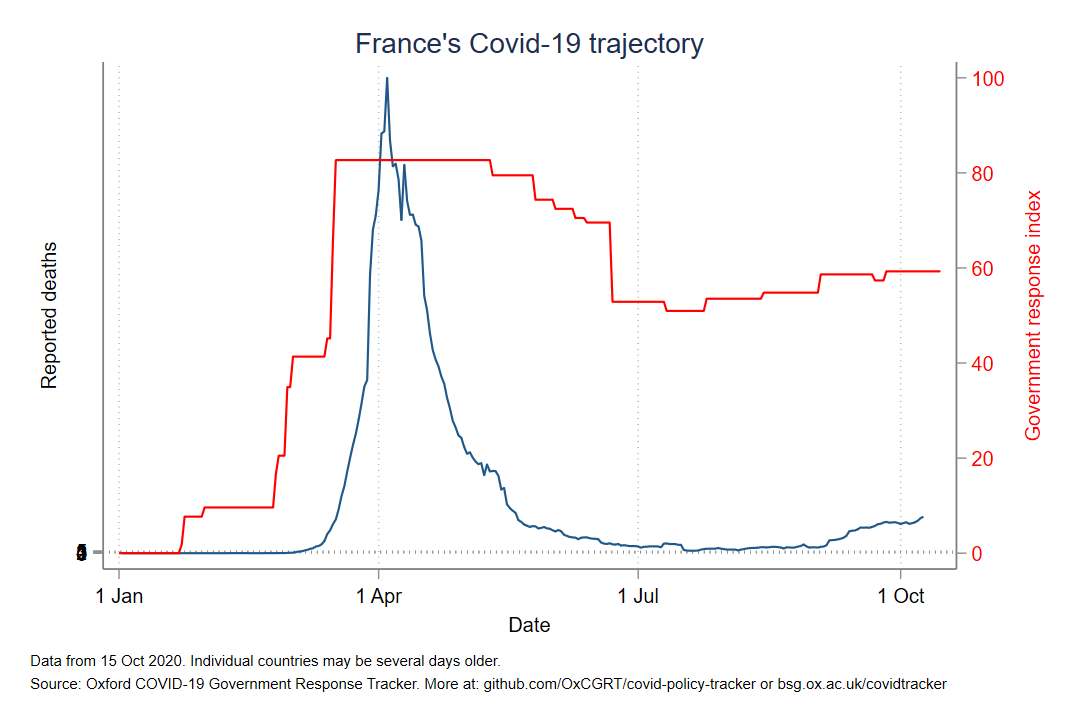 France's Covid-19 trajectory
100
80
60
40
20
0
Reported deaths
Government response index
1 Jan
1 Apr
1 Jul
1 Oct
Date
Data from 15 Oct 2020. Individual countries may be several days older.
Source: Oxford COVID-19 Government Response Tracker. More at: github.com/OxCGRT/covid-policy-tracker or bsg.ox.ac.uk/covidtracker